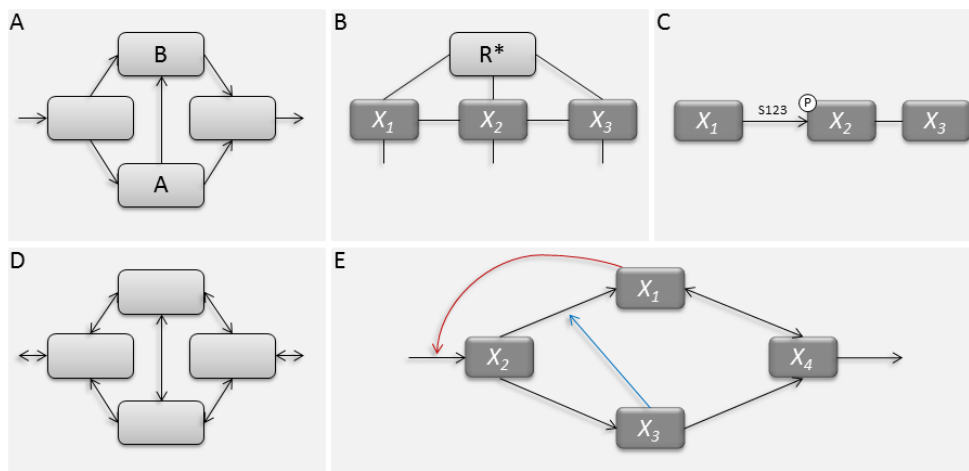 A
B
A
B
R*
X₁
X₂
X₃
C
X₁
S123
P
X₂
X₃
D
E
X₁
X₂
X₄
X₃